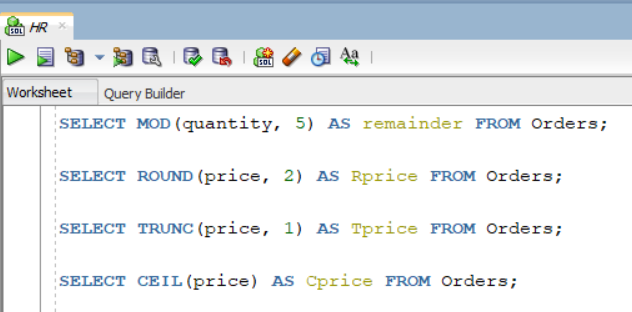 SQL HR
Worksheet Query Builder
SELECT MOD(quantity, 5) AS remainder FROM Orders;
SELECT ROUND(price, 2) AS Rprice FROM Orders;
SELECT TRUNC(price, 1) AS Tprice FROM Orders;
SELECT CEIL(price) AS Cprice FROM Orders;